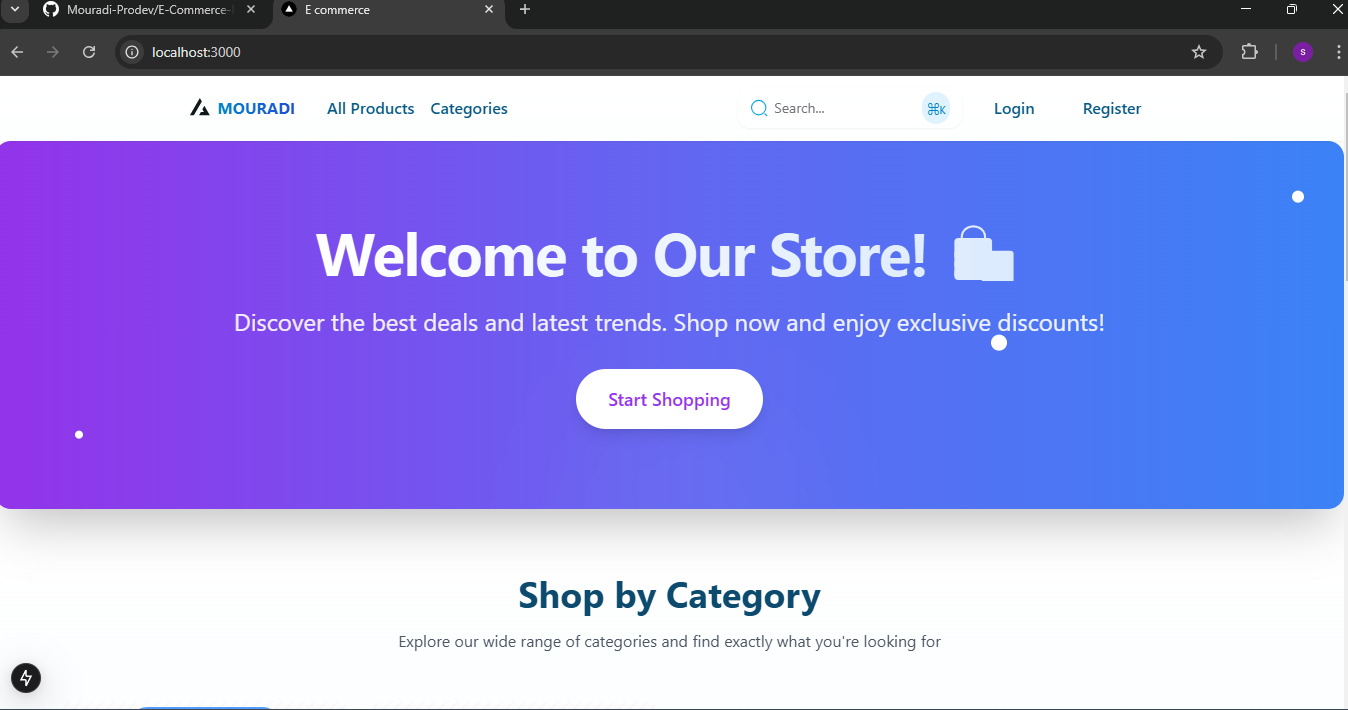 Mouradi-Prodev/E-Commerce-
E commerce
localhost:3000
S
MOURADI
All Products
Categories
Search...
⌘K
Login
Register
Welcome to Our Store!
Discover the best deals and latest trends. Shop now and enjoy exclusive discounts!
Start Shopping
Shop by Category
Explore our wide range of categories and find exactly what you're looking for